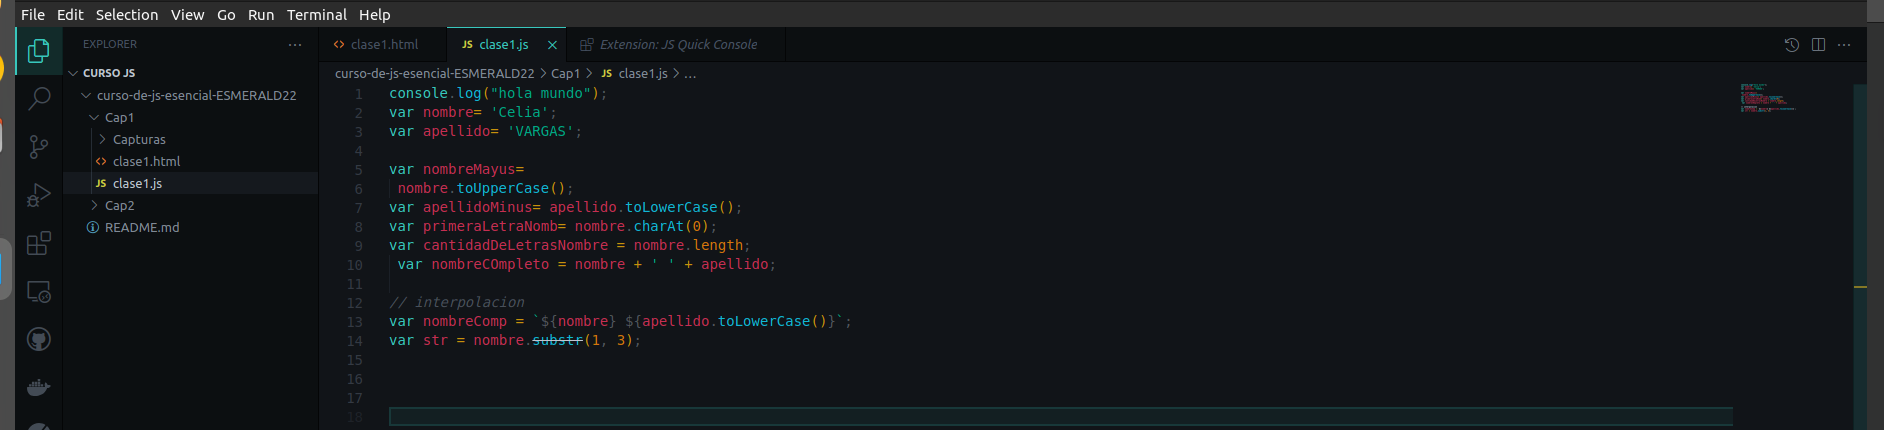 File Edit Selection View Go Run Terminal Help
EXPLORER ...
clase1.html JS clase1.js × Extension: JS Quick Console ...
CURSO JS
curso-de-js-esencial-ESMERALD22
Cap1
Capturas
clase1.html
JS clase1.js
Cap2
README.md
curso-de-js-esencial-ESMERALD22 > Cap1 > JS clase1.js > ...
1 console.log("hola mundo");
2 var nombre= 'Celia';
3 var apellido= 'VARGAS';
4
5 var nombreMayus=
6  nombre.toUpperCase();
7 var apellidoMinus= apellido.toLowerCase();
8 var primeraLetraNomb= nombre.charAt(0);
9 var cantidadDeLetrasNombre = nombre.length;
10  var nombreCOmpleto = nombre + ' ' + apellido;
11
12 // interpolacion
13 var nombreComp = `${nombre} ${apellido.toLowerCase()}`;
14 var str = nombre.substr(1, 3);
15
16
17
18